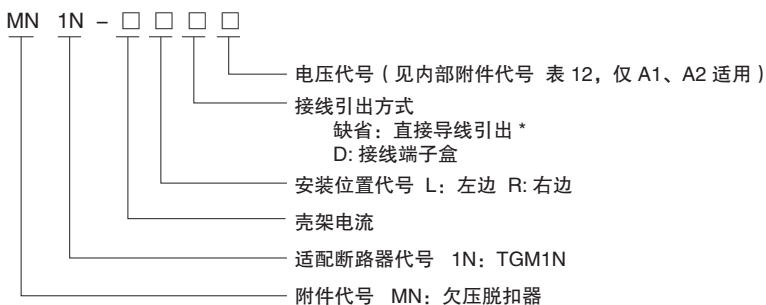 MN 1N – □ □ □ □
电压代号（见内部附件代号 表 12，仅 A1、A2 适用）
接线引出方式
缺省：直接导线引出 *
D: 接线端子盒
安装位置代号 L：左边 R: 右边
壳架电流
适配断路器代号 1N：TGM1N
附件代号 MN：欠压脱扣器